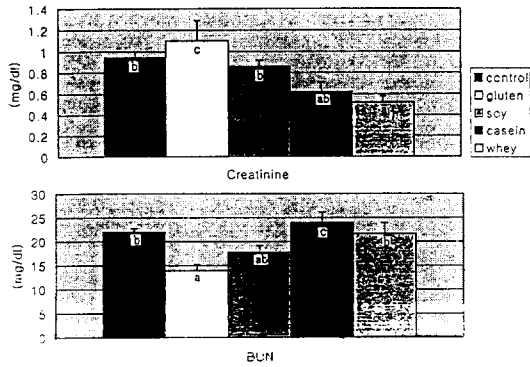 1.4
1.2
1
0.8
0.6
0.4
0.2
0
(mg/dl)
b
c
b
ab
Creatinine
control
gluten
soy
casein
whey
30
25
20
15
10
5
(mg/dl)
b
a
ab
c
BUN